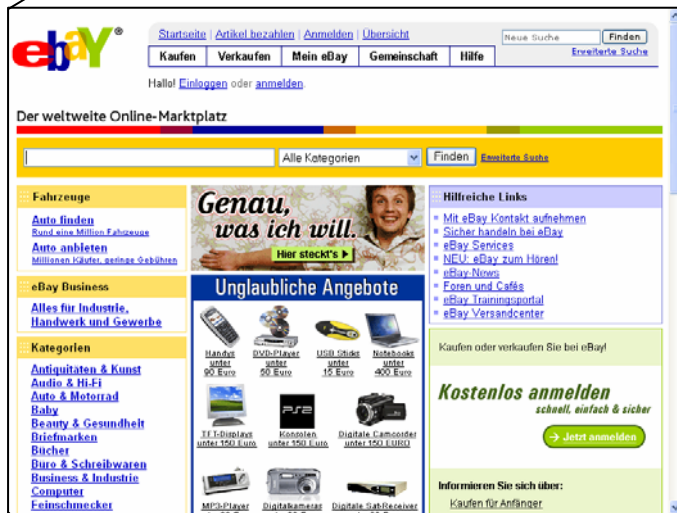 ebaY®
Startseite | Artikel bezahlen | Anmelden | Übersicht
Neue Suche
Finden
Kaufen Verkaufen Mein eBay Gemeinschaft Hilfe
Erweiterte Suche
Hallo! Einloggen oder anmelden.
Der weltweite Online-Marktplatz
Alle Kategorien
Finden
Erweiterte Suche
Fahrzeuge
Auto finden
Rund eine Million Fahrzeuge
Auto anbieten
Millionen Käufer, geringe Gebühren
eBay Business
Alles für Industrie,
Handwerk und Gewerbe
Kategorien
Antiquitäten & Kunst
Audio & Hi-Fi
Auto & Motorrad
Baby
Beauty & Gesundheit
Briefmarken
Bücher
Büro & Schreibwaren
Business & Industrie
Computer
Feinschmecker
Genau,
was ich will.
Hier steckt's
Unglaubliche Angebote
Handys
unter
90 Euro
DVD-Player
unter
50 Euro
USB Sticks
unter
15 Euro
Notebooks
unter
400 Euro
TFT-Displays
unter 150 Euro
Konsolen
unter 150 Euro
Digitale Camcorder
unter 150 EURO
MP3-Player
Digitalkameras
Digitale Sat-Receiver
Hilfreiche Links
Mit eBay Kontakt aufnehmen
Sicher handeln bei eBay
eBay Services
NEU: eBay zum Hören!
eBay-News
Foren und Cafés
eBay Trainingsportal
eBay Versandcenter
Kaufen oder verkaufen Sie bei eBay!
Kostenlos anmelden
schnell, einfach & sicher
Jetzt anmelden
Informieren Sie sich über:
Kaufen für Anfänger